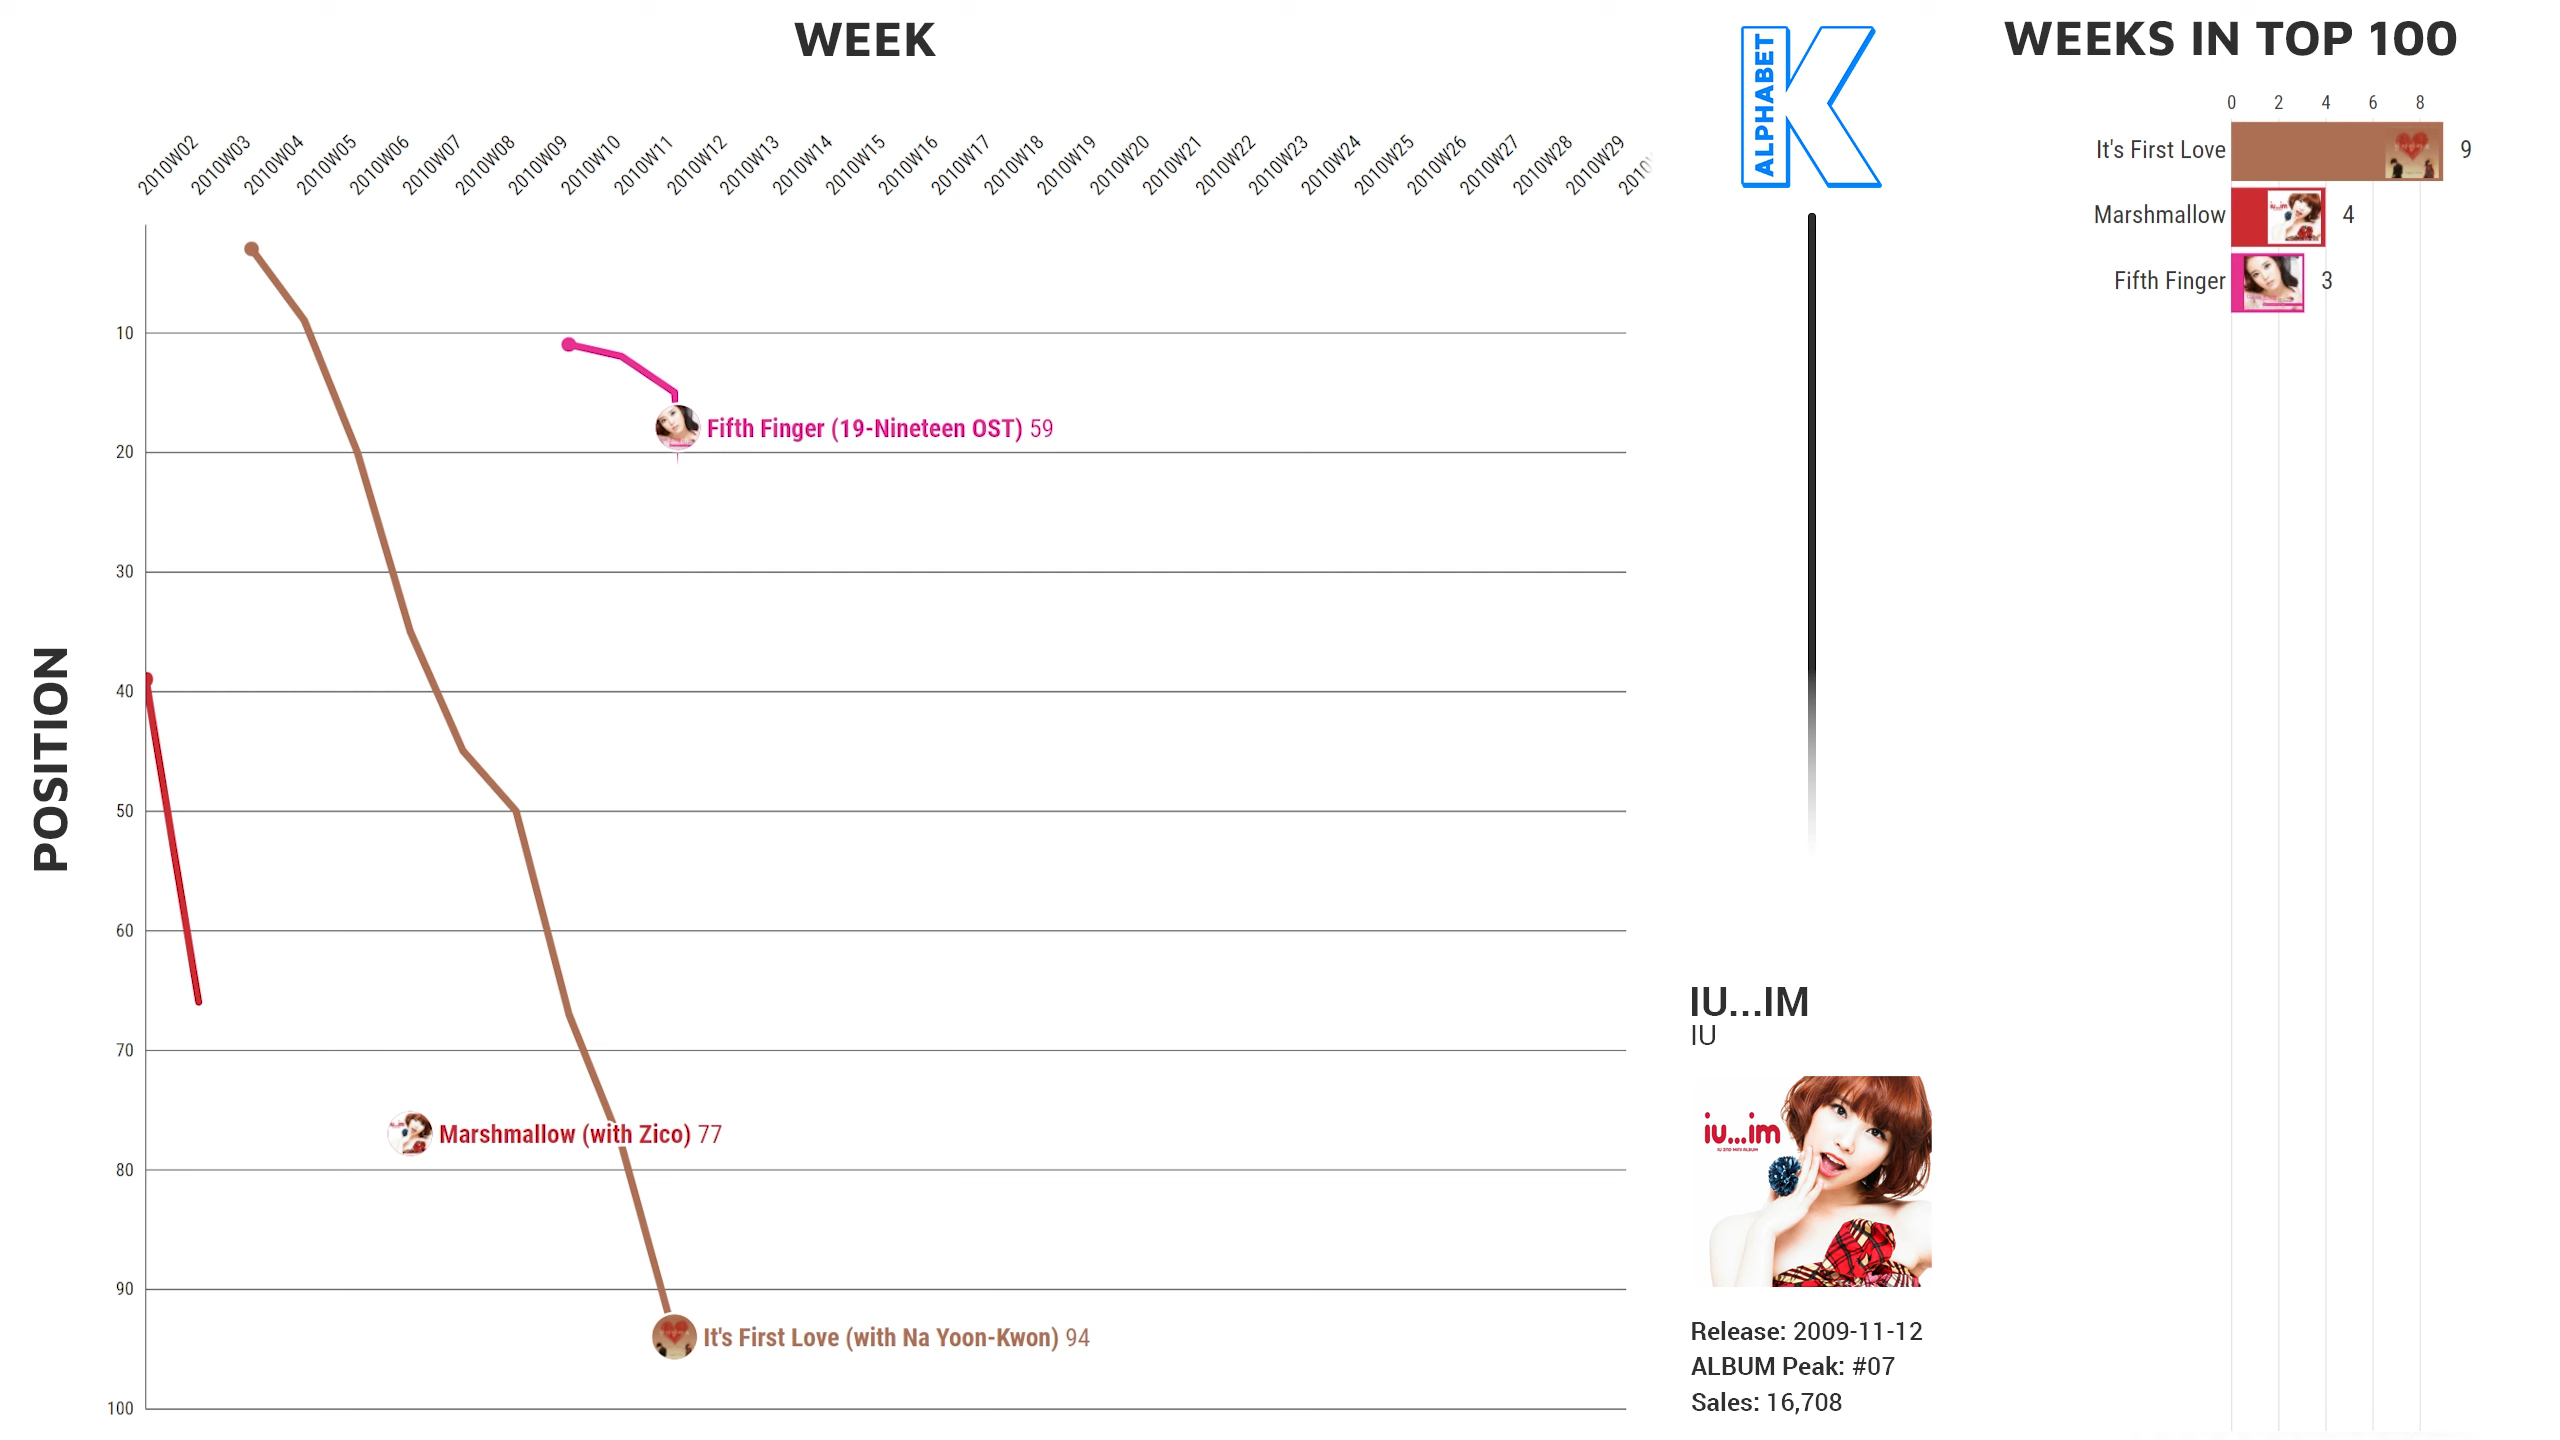 WEEK
ALPHABET
K
WEEKS IN TOP 100
2010W02 2010W03 2010W04 2010W05 2010W06 2010W07 2010W08 2010W09 2010W10 2010W11 2010W12 2010W13 2010W14 2010W15 2010W16 2010W17 2010W18 2010W19 2010W20 2010W21 2010W22 2010W23 2010W24 2010W25 2010W26 2010W27 2010W28 2010W29
0 2 4 6 8
It's First Love 9
Marshmallow 4
Fifth Finger 3
POSITION
10
20
30
40
50
60
70
80
90
100
Fifth Finger (19-Nineteen OST) 59
Marshmallow (with Zico) 77
It's First Love (with Na Yoon-Kwon) 94
IU...IM
IU
iu...im
IU 2ND MINI ALBUM
Release: 2009-11-12
ALBUM Peak: #07
Sales: 16,708